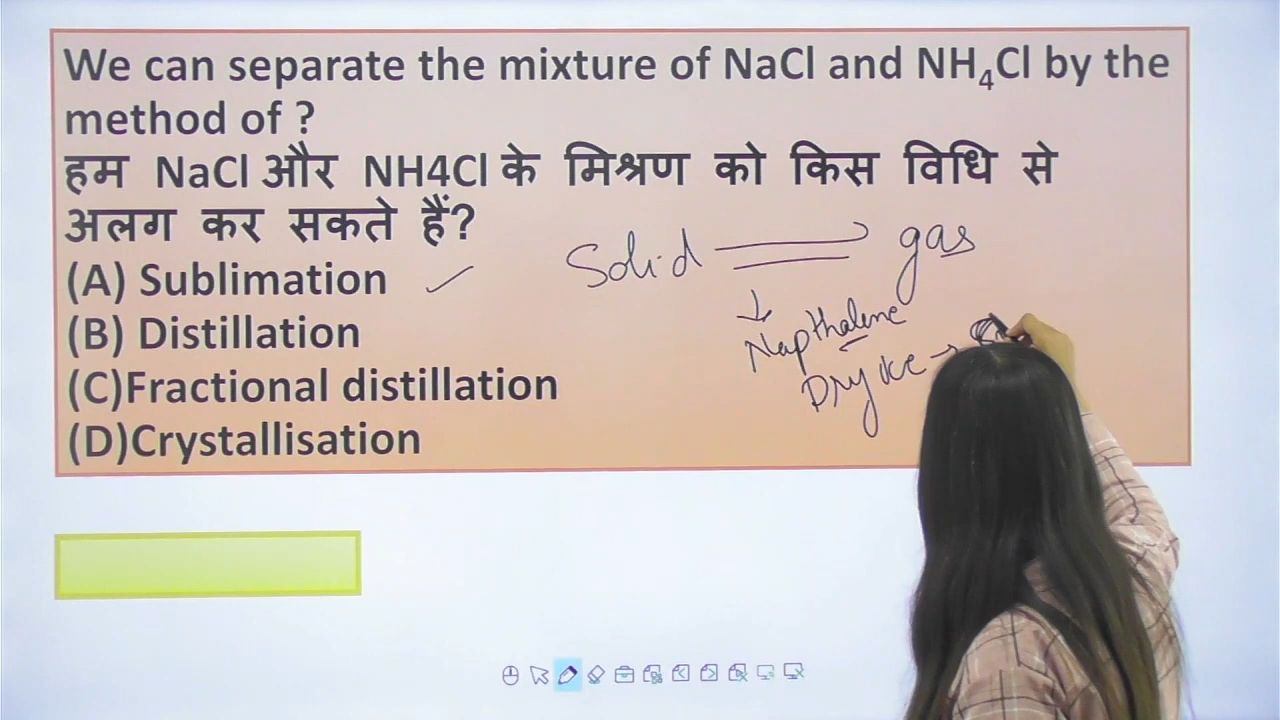 We can separate the mixture of NaCl and NH₄Cl by the
method of ?
हम NaCl और NH4Cl के मिश्रण को किस विधि से
अलग कर सकते हैं?
(A) Sublimation
(B) Distillation
(C)Fractional distillation
(D)Crystallisation
Solid gas
Napthalene
Dry ice